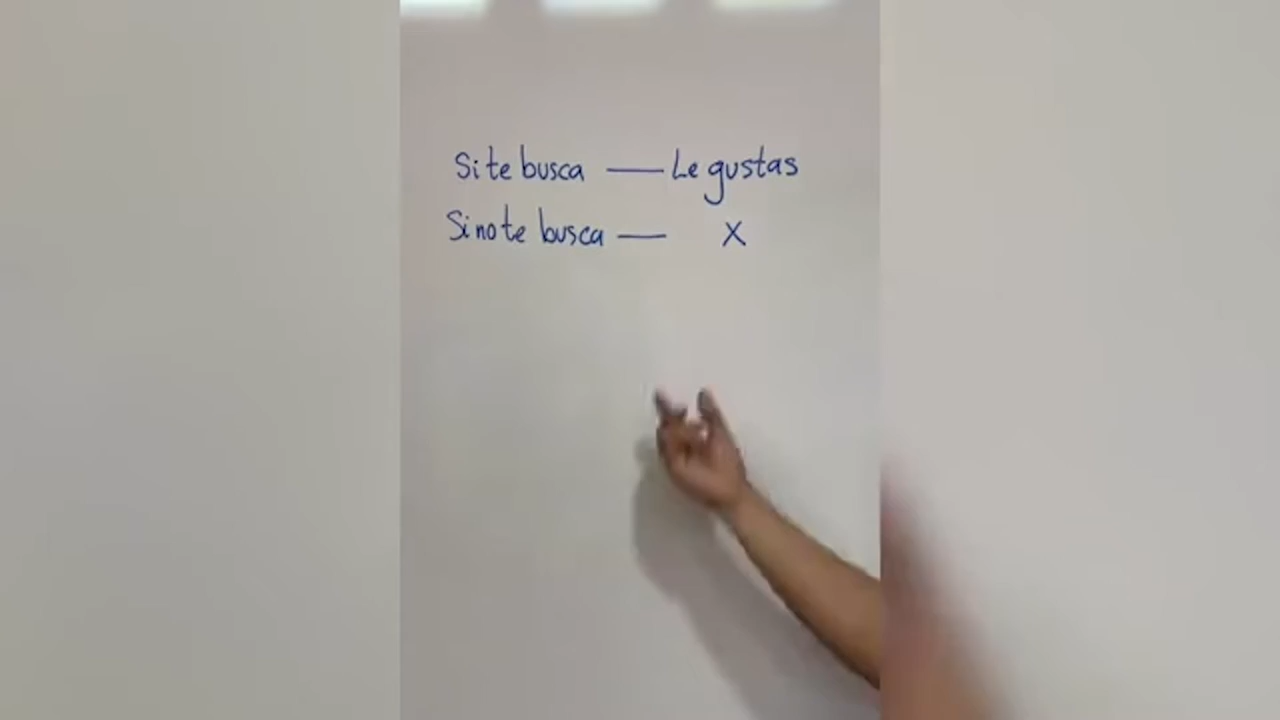 Si te busca — Le gustas
Si no te busca — X